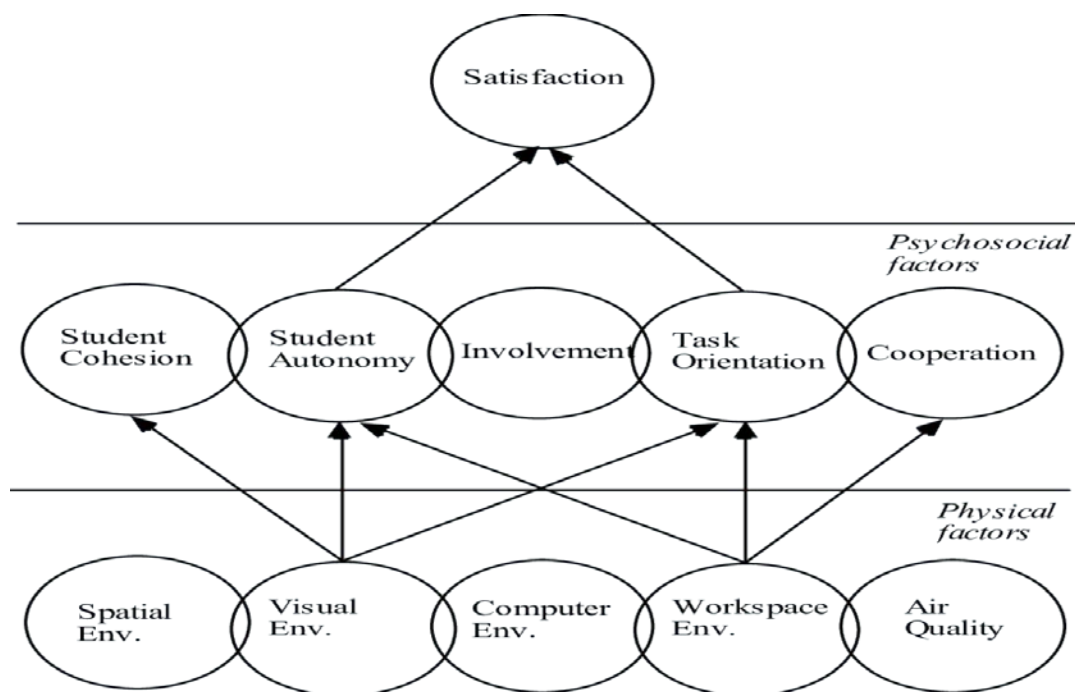 Satisfaction
Psychosocial
factors
Student
Cohesion
Student
Autonomy
Involvement
Task
Orientation
Cooperation
Physical
factors
Spatial
Env.
Visual
Env.
Computer
Env.
Workspace
Env.
Air
Quality